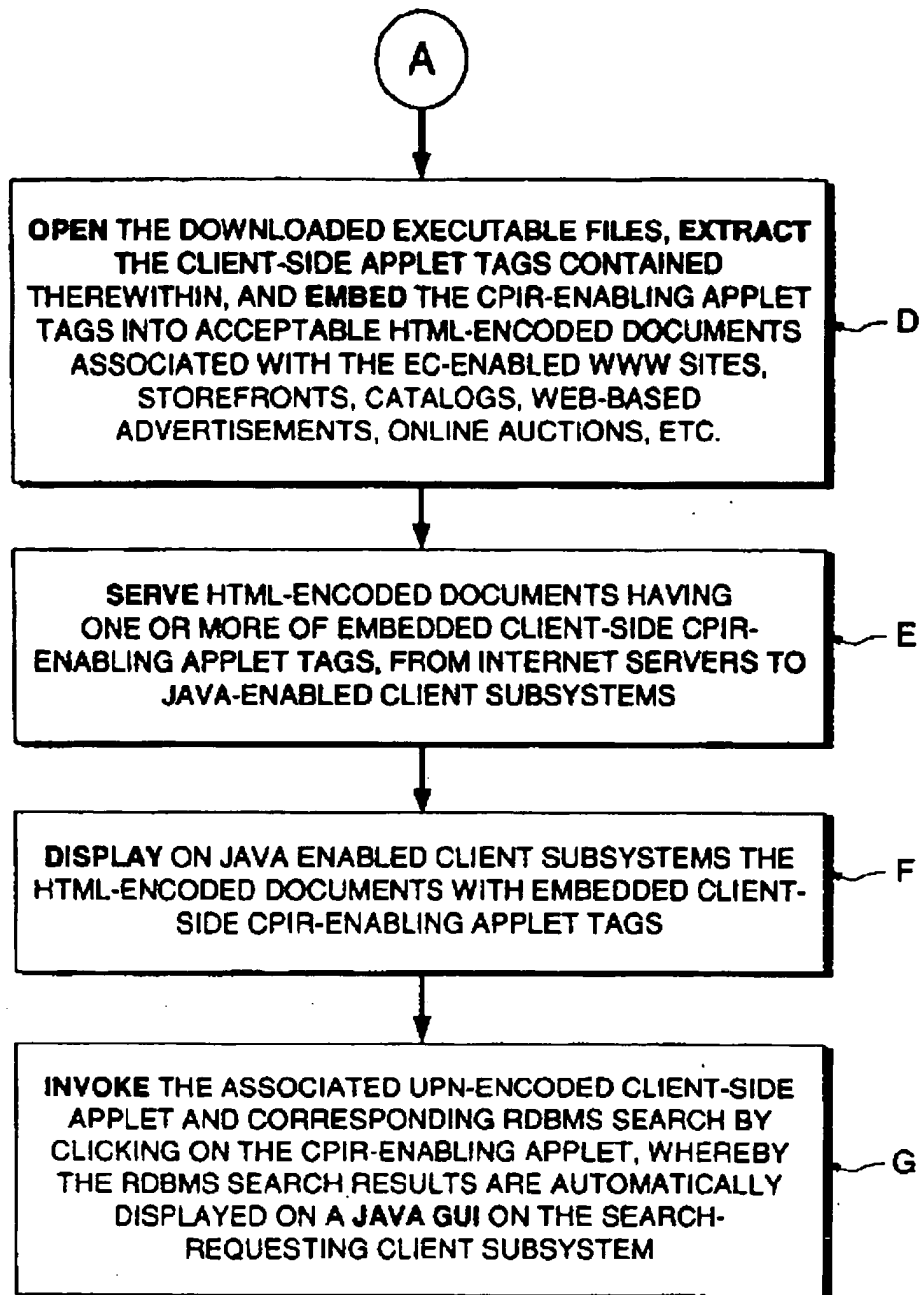 A
OPEN THE DOWNLOADED EXECUTABLE FILES, EXTRACT
THE CLIENT-SIDE APPLET TAGS CONTAINED
THEREWITHIN, AND EMBED THE CPIR-ENABLING APPLET
TAGS INTO ACCEPTABLE HTML-ENCODED DOCUMENTS
ASSOCIATED WITH THE EC-ENABLED WWW SITES,
STOREFRONTS, CATALOGS, WEB-BASED
ADVERTISEMENTS, ONLINE AUCTIONS, ETC.
D
SERVE HTML-ENCODED DOCUMENTS HAVING
ONE OR MORE OF EMBEDDED CLIENT-SIDE CPIR-
ENABLING APPLET TAGS, FROM INTERNET SERVERS TO
JAVA-ENABLED CLIENT SUBSYSTEMS
E
DISPLAY ON JAVA ENABLED CLIENT SUBSYSTEMS THE
HTML-ENCODED DOCUMENTS WITH EMBEDDED CLIENT-
SIDE CPIR-ENABLING APPLET TAGS
F
INVOKE THE ASSOCIATED UPN-ENCODED CLIENT-SIDE
APPLET AND CORRESPONDING RDBMS SEARCH BY
CLICKING ON THE CPIR-ENABLING APPLET, WHEREBY
THE RDBMS SEARCH RESULTS ARE AUTOMATICALLY
DISPLAYED ON A JAVA GUI ON THE SEARCH-
REQUESTING CLIENT SUBSYSTEM
G